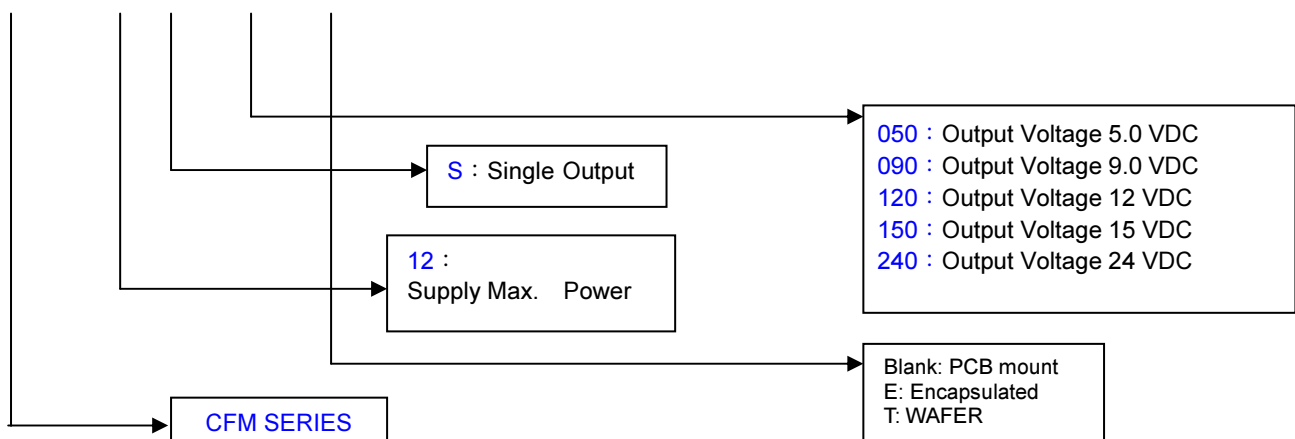 050：Output Voltage 5.0 VDC
090：Output Voltage 9.0 VDC
120：Output Voltage 12 VDC
150：Output Voltage 15 VDC
240：Output Voltage 24 VDC
S：Single Output
12：
Supply Max. Power
Blank: PCB mount
E: Encapsulated
T: WAFER
CFM SERIES